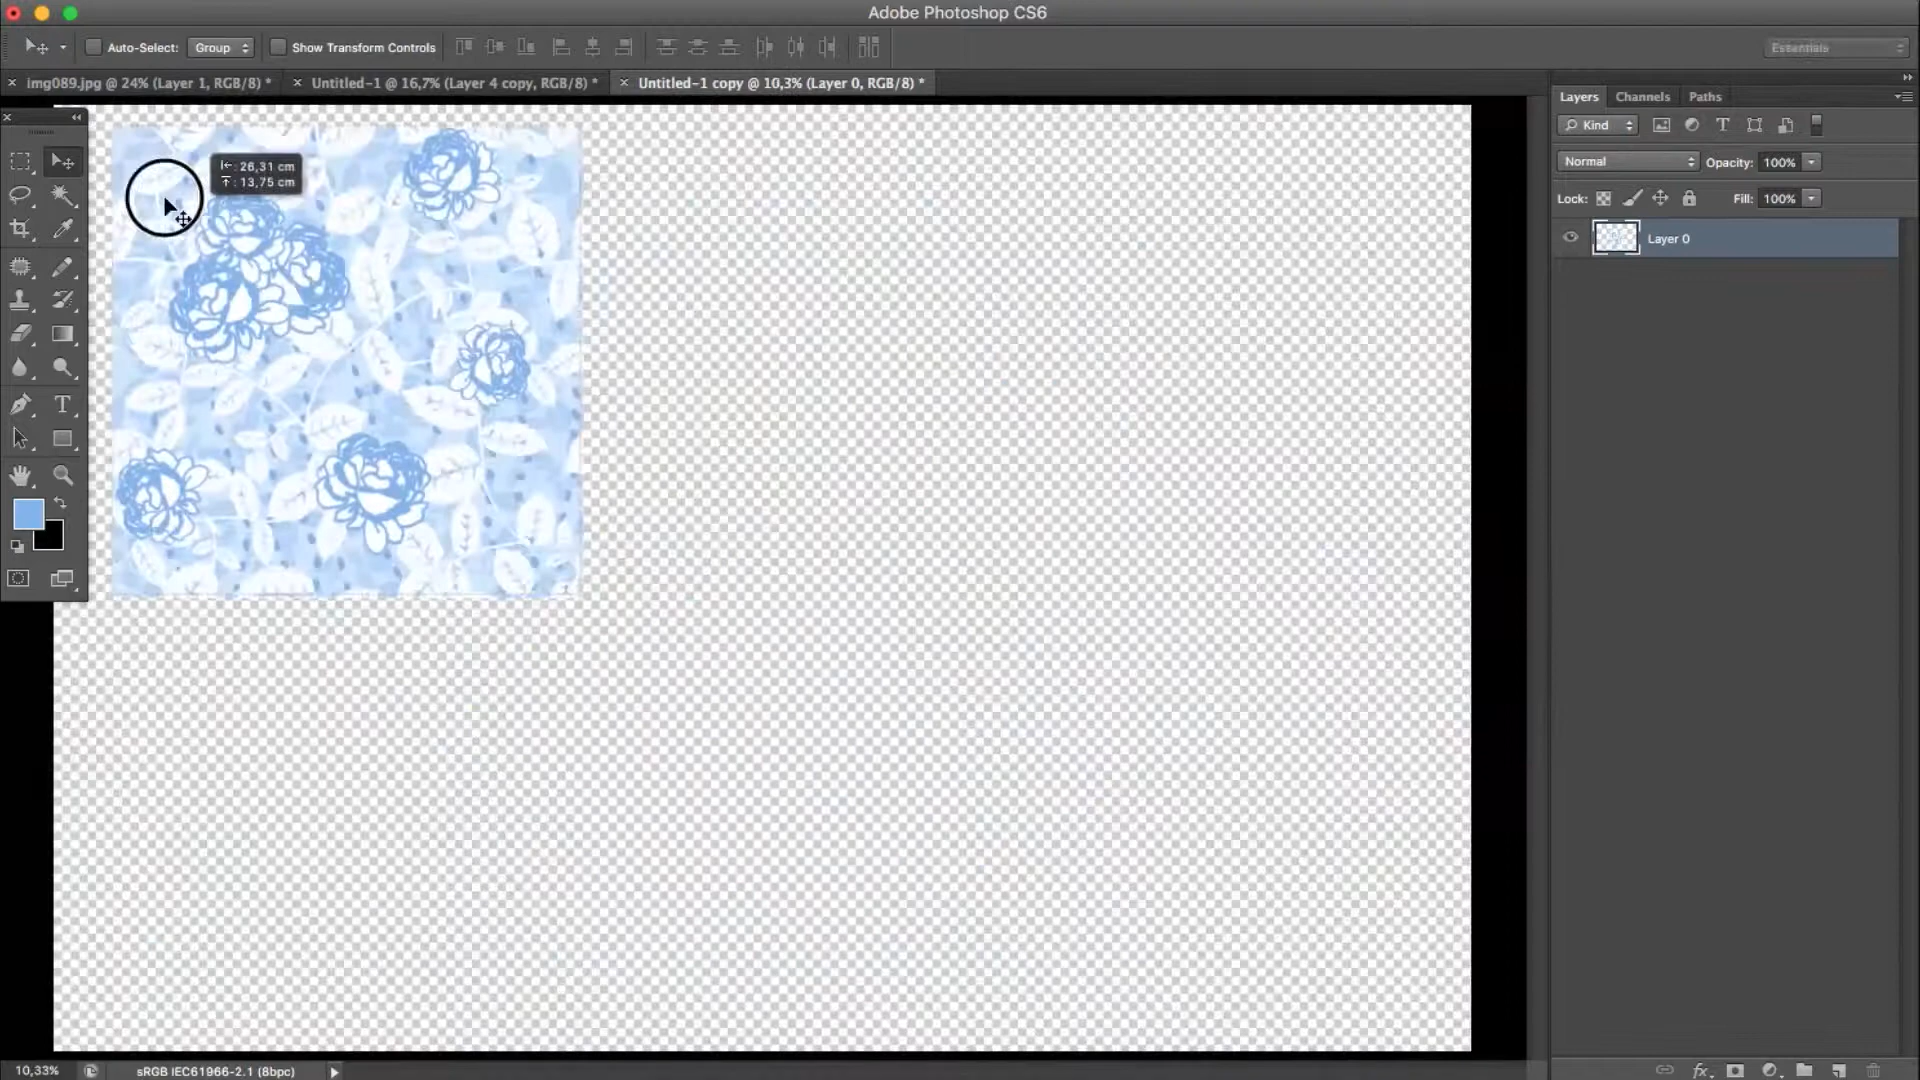 Adobe Photoshop CS6
Auto-Select: Group Show Transform Controls Essentials
img089.jpg @ 24% (Layer 1, RGB/8) * Untitled-1 @ 16,7% (Layer 4 copy, RGB/8) * Untitled-1 copy @ 10,3% (Layer 0, RGB/8) *
Layers Channels Paths
Kind
Normal Opacity: 100%
Lock: Fill: 100%
Layer 0
: 26,31 cm
: 13,75 cm
10,33% sRGB IEC61966-2.1 (8bpc)